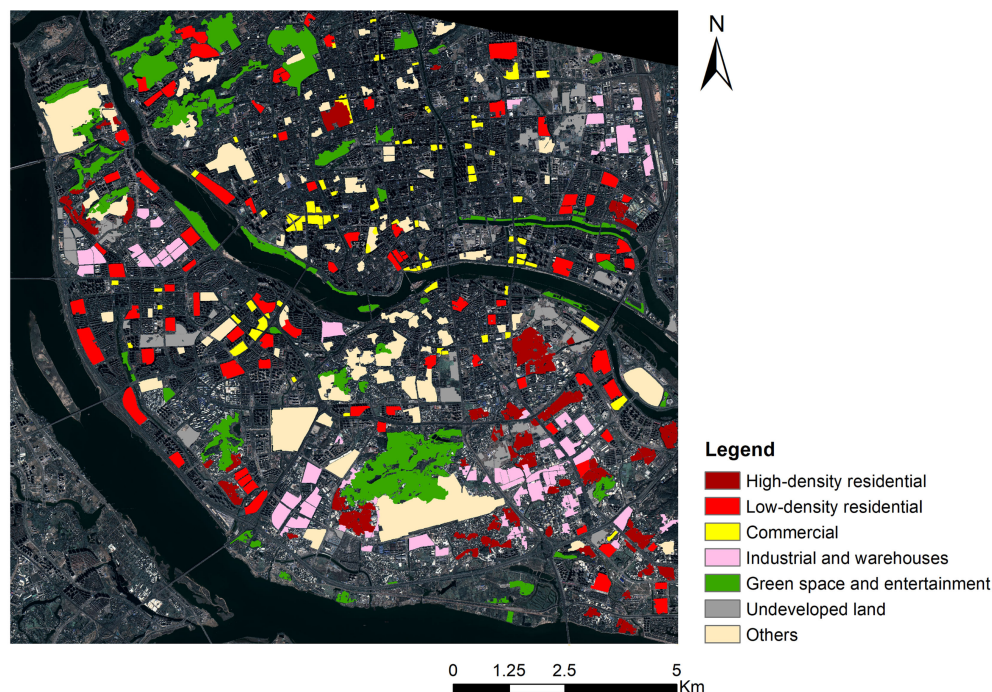 N
Legend
High-density residential
Low-density residential
Commercial
Industrial and warehouses
Green space and entertainment
Undeveloped land
Others
0 1.25 2.5 5
Km